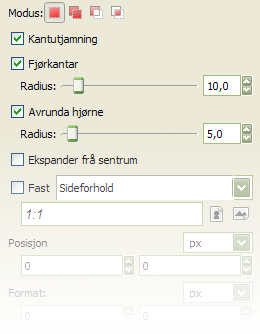 Modus:
Kantutjamning
Fjørkantar
Radius: 10,0
Avrunda hjørne
Radius: 5,0
Ekspander frå sentrum
Fast Sideforhold
1:1
Posisjon px
0 0
Format: px
0 0